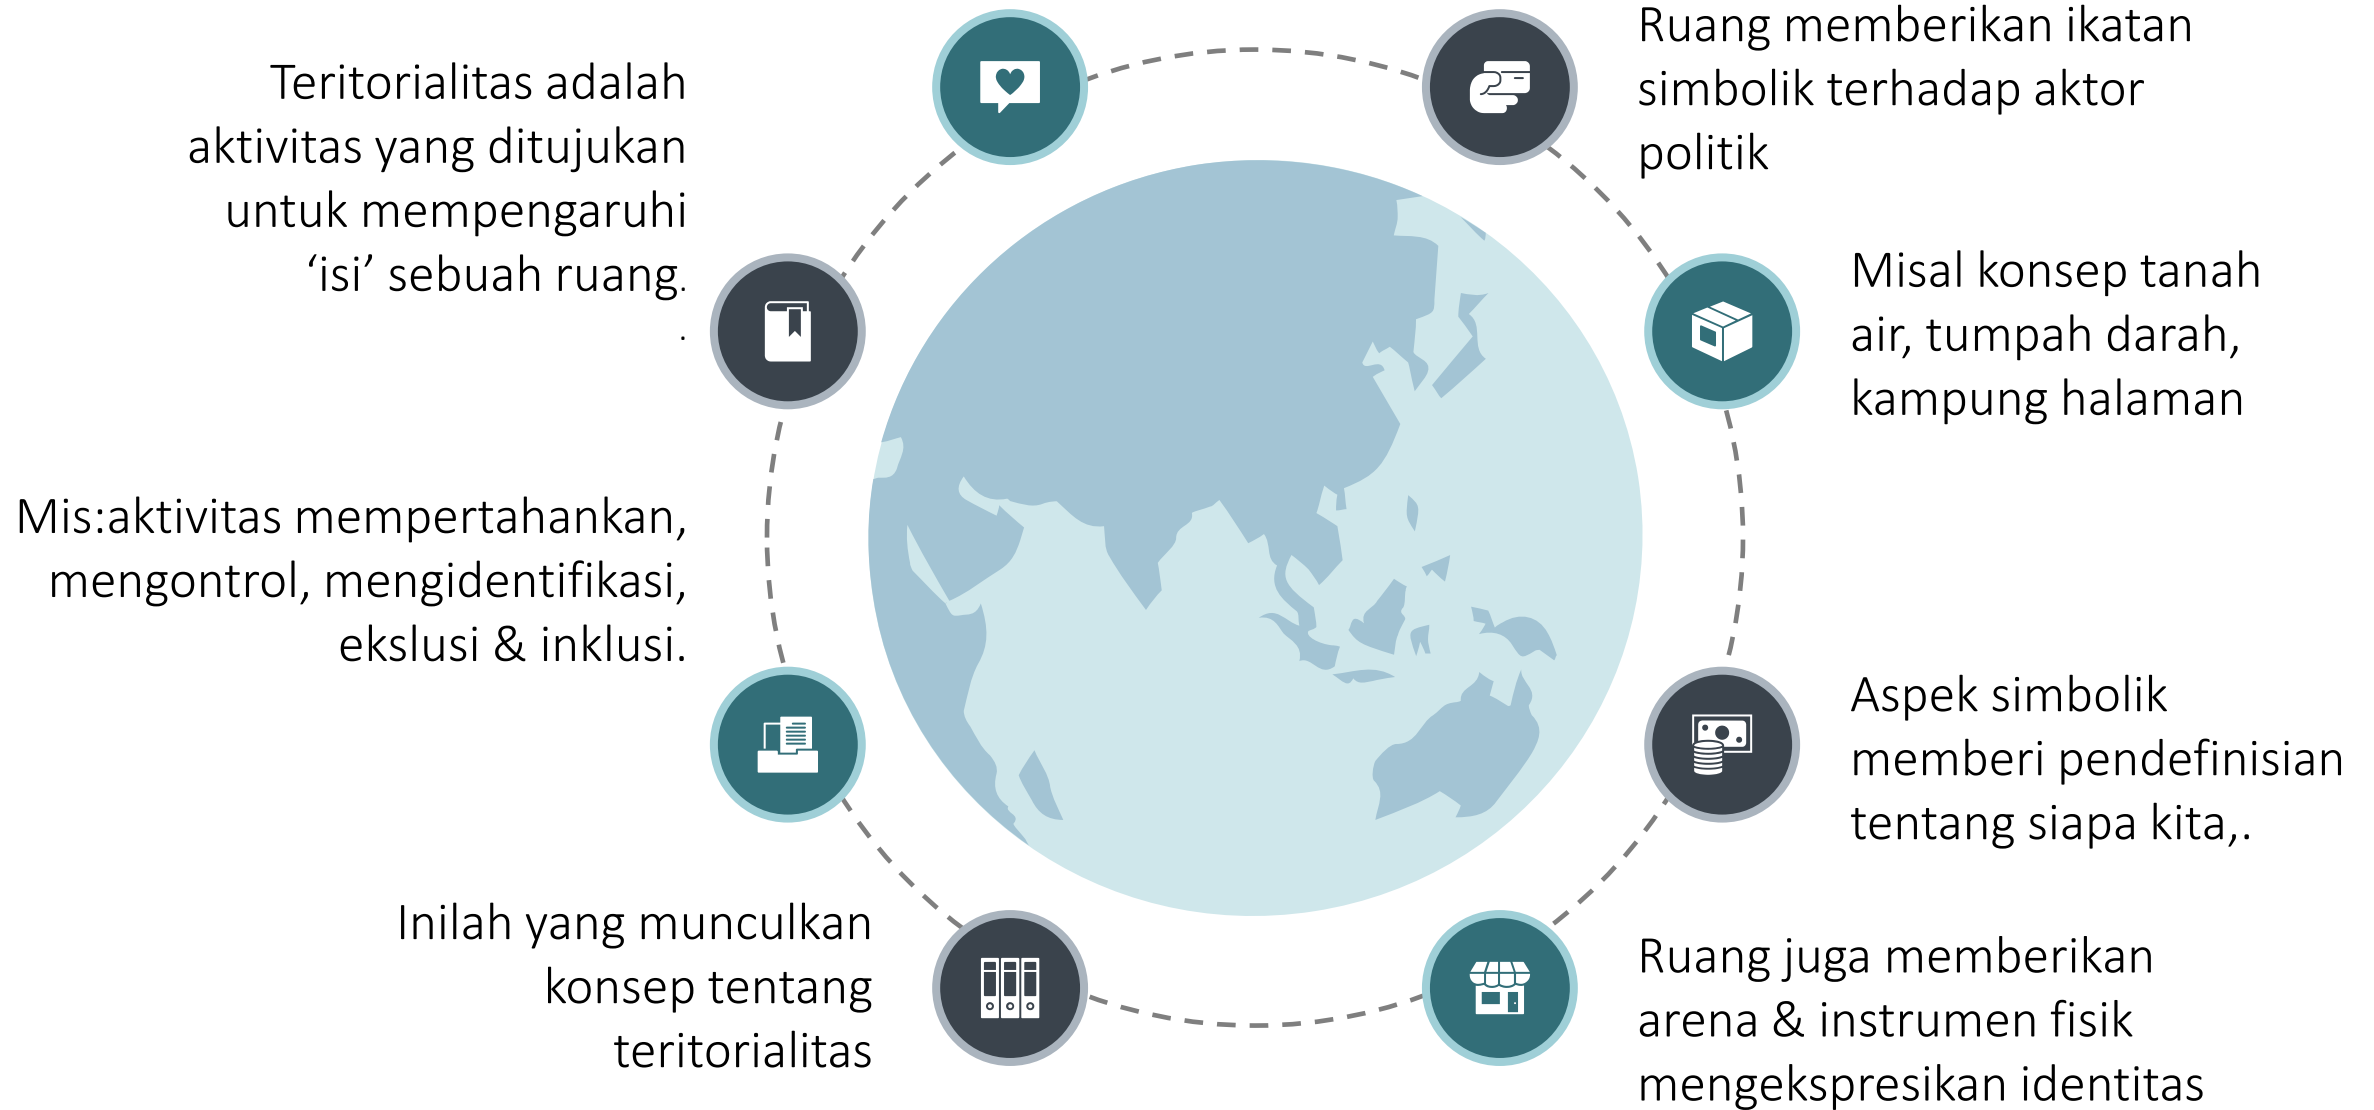 Ruang memberikan ikatan
simbolik terhadap aktor
politik
Misal konsep tanah
air, tumpah darah,
kampung halaman
Aspek simbolik
memberi pendefinisian
tentang siapa kita,.
Ruang juga memberikan
arena & instrumen fisik
mengekspresikan identitas
Inilah yang munculkan
konsep tentang
teritorialitas
Teritorialitas adalah
aktivitas yang ditujukan
untuk mempengaruhi
‘isi’ sebuah ruang.
.
Mis:aktivitas mempertahankan,
mengontrol, mengidentifikasi,
ekslusi & inklusi.